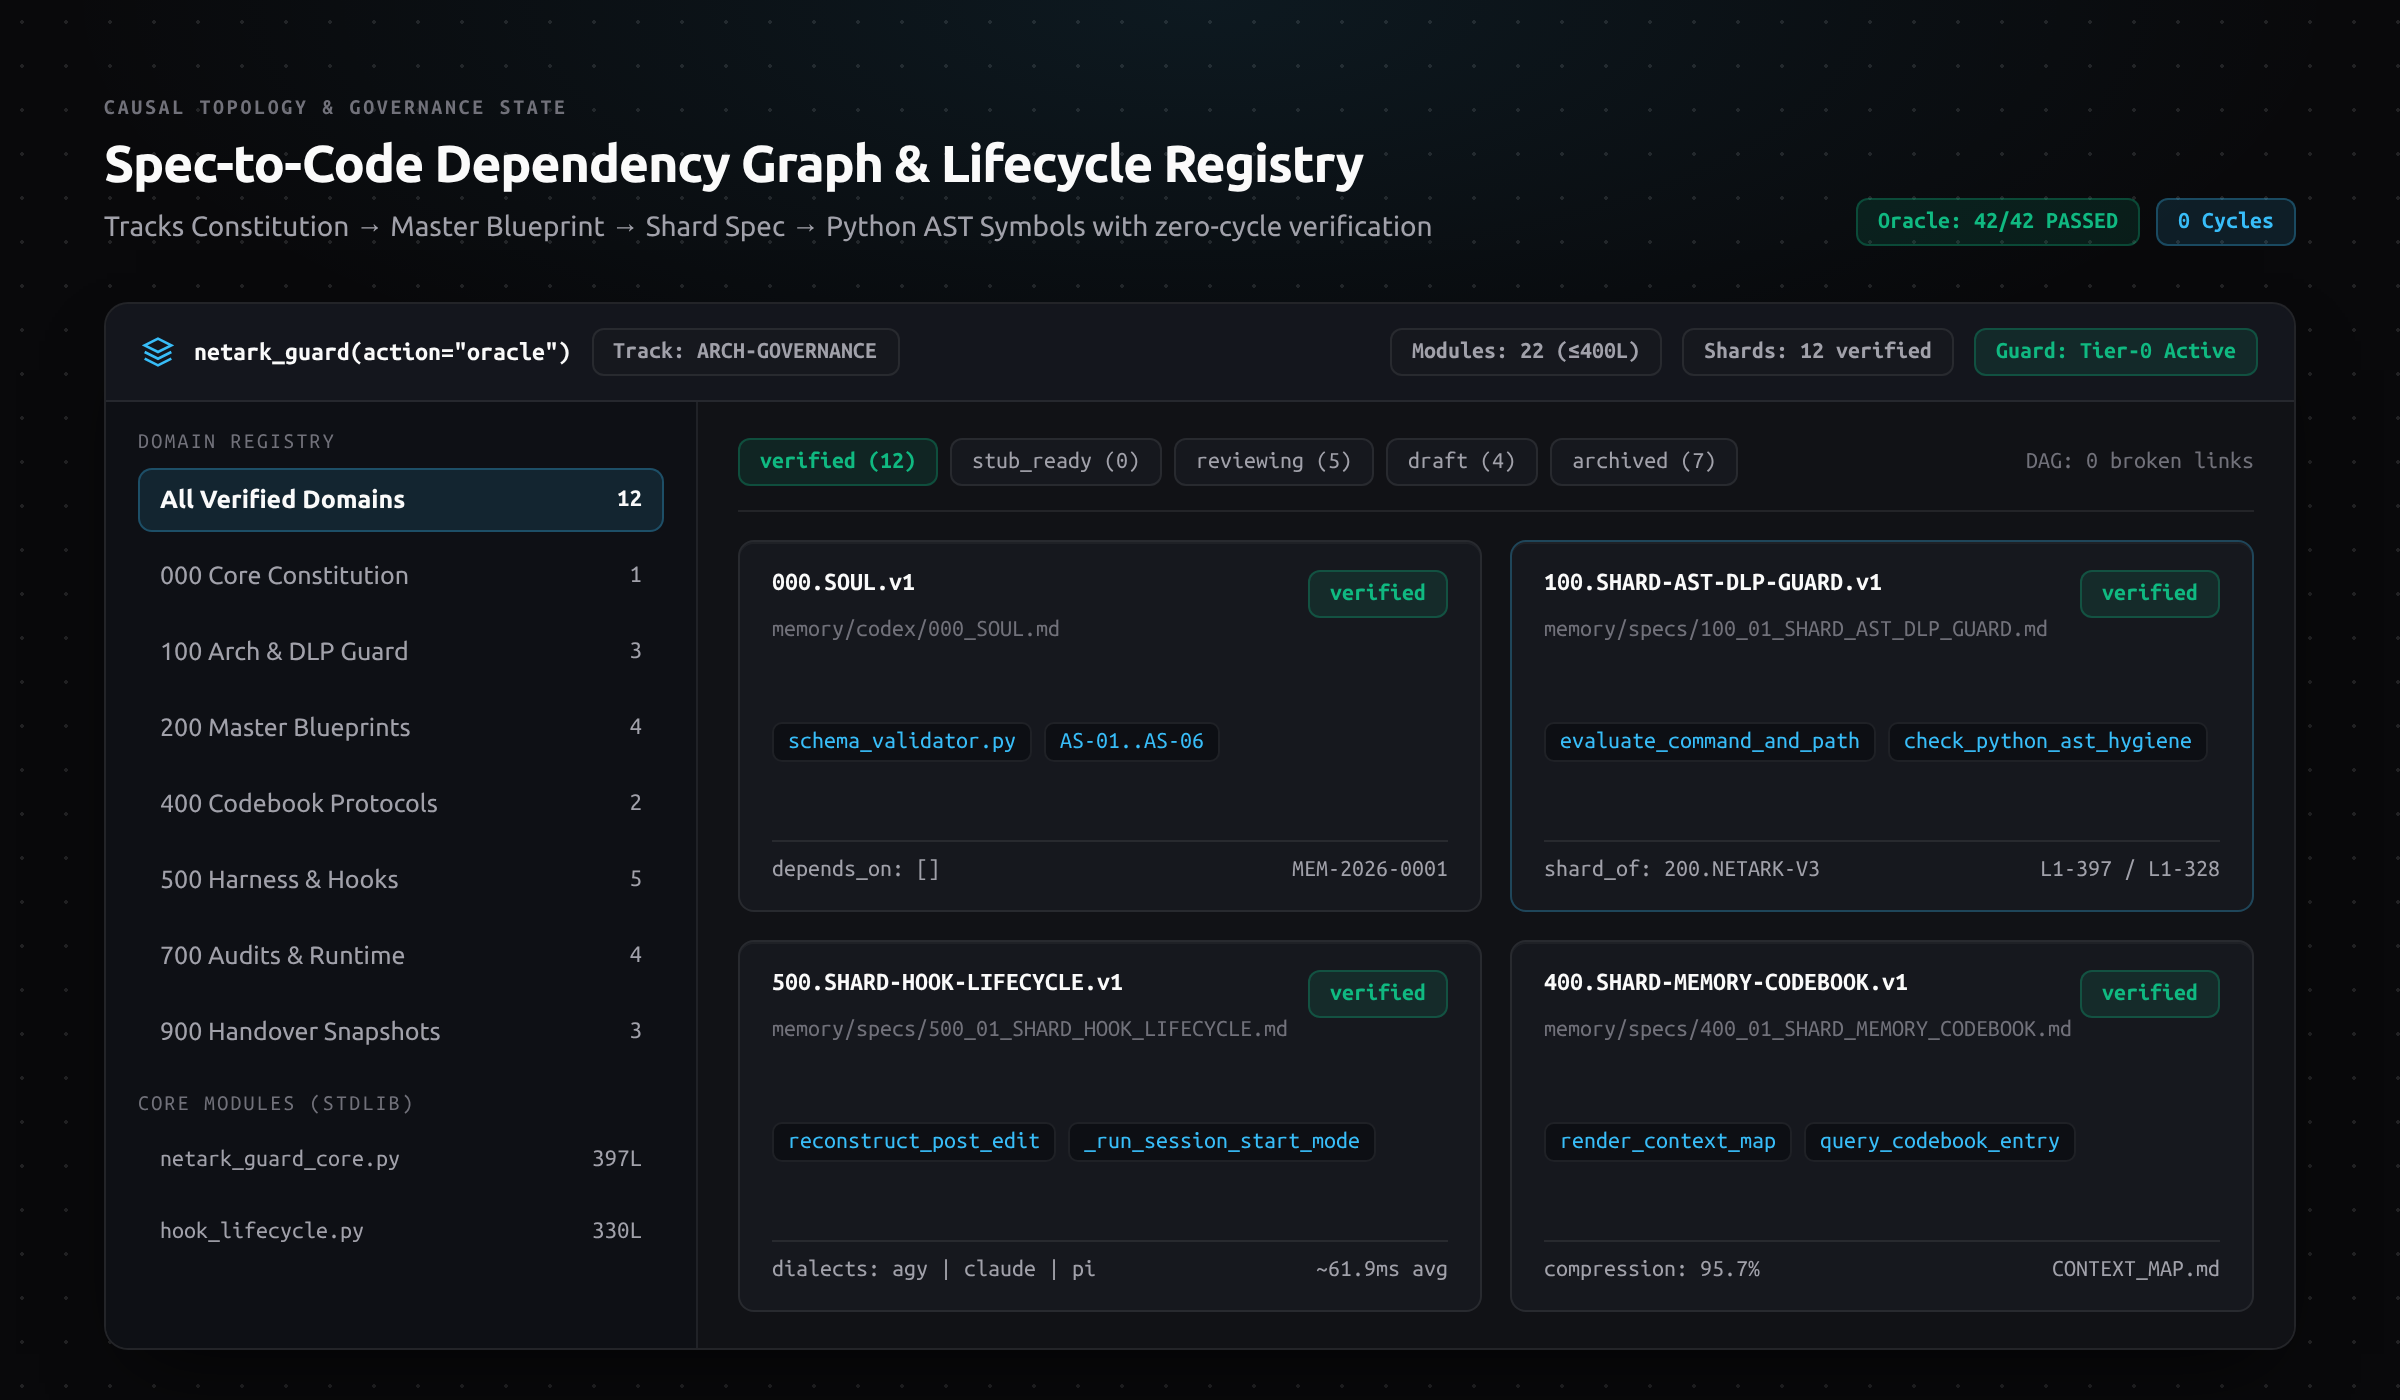 CAUSAL TOPOLOGY & GOVERNANCE STATE
Spec-to-Code Dependency Graph & Lifecycle Registry
Tracks Constitution → Master Blueprint → Shard Spec → Python AST Symbols with zero-cycle verification
Oracle: 42/42 PASSED
0 Cycles
netark_guard(action="oracle")
Track: ARCH-GOVERNANCE
Modules: 22 (≤400L)
Shards: 12 verified
Guard: Tier-0 Active
DOMAIN REGISTRY
All Verified Domains 12
000 Core Constitution 1
100 Arch & DLP Guard 3
200 Master Blueprints 4
400 Codebook Protocols 2
500 Harness & Hooks 5
700 Audits & Runtime 4
900 Handover Snapshots 3
CORE MODULES (STDLIB)
netark_guard_core.py 397L
hook_lifecycle.py 330L
verified (12)
stub_ready (0)
reviewing (5)
draft (4)
archived (7)
DAG: 0 broken links
000.SOUL.v1
verified
memory/codex/000_SOUL.md
schema_validator.py
AS-01..AS-06
depends_on: []
MEM-2026-0001
100.SHARD-AST-DLP-GUARD.v1
verified
memory/specs/100_01_SHARD_AST_DLP_GUARD.md
evaluate_command_and_path
check_python_ast_hygiene
shard_of: 200.NETARK-V3
L1-397 / L1-328
500.SHARD-HOOK-LIFECYCLE.v1
verified
memory/specs/500_01_SHARD_HOOK_LIFECYCLE.md
reconstruct_post_edit
_run_session_start_mode
dialects: agy | claude | pi
~61.9ms avg
400.SHARD-MEMORY-CODEBOOK.v1
verified
memory/specs/400_01_SHARD_MEMORY_CODEBOOK.md
render_context_map
query_codebook_entry
compression: 95.7%
CONTEXT_MAP.md